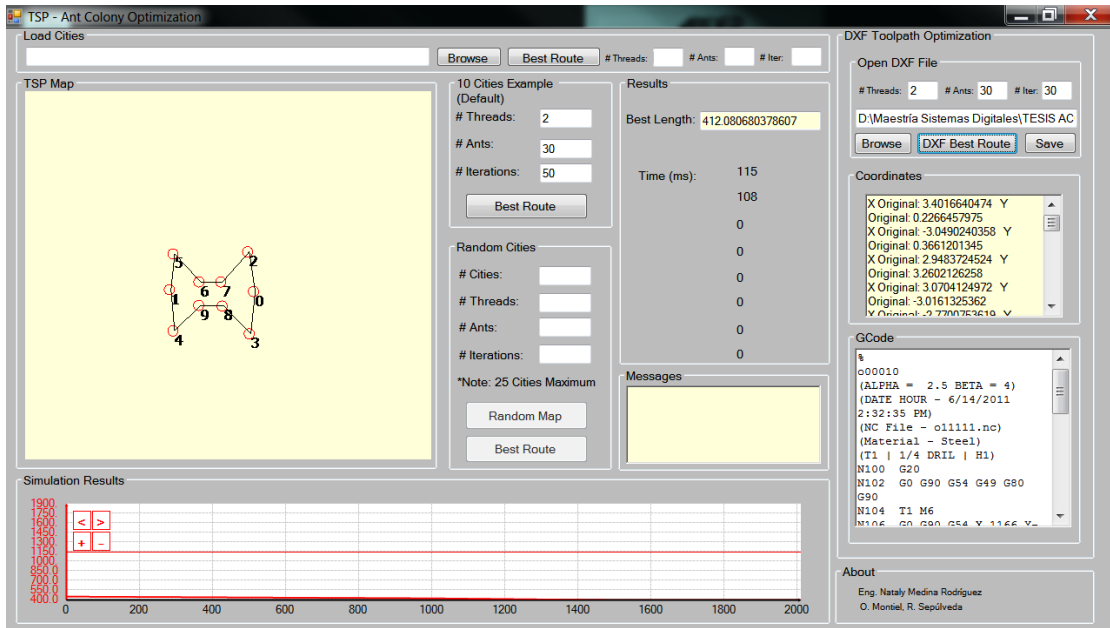 TSP - Ant Colony Optimization
Load Cities
Browse
Best Route
# Threads:
# Ants:
# Iter:
TSP Map
5
2
6
7
1
0
9
8
4
3
10 Cities Example
(Default)
# Threads: 2
# Ants: 30
# Iterations: 50
Best Route
Random Cities
# Cities:
# Threads:
# Ants:
# Iterations:
*Note: 25 Cities Maximum
Random Map
Best Route
Results
Best Length: 412.080680378607
Time (ms): 115
108
0
0
0
0
0
0
Messages
Simulation Results
1900.
1750.
1600.
1450.
1300.
1150.
1000.
850.0
700.0
550.0
400.0
< >
+ -
0 200 400 600 800 1000 1200 1400 1600 1800 2000
DXF Toolpath Optimization
Open DXF File
# Threads: 2 # Ants: 30 # Iter: 30
D:\Maestría Sistemas Digitales\TESIS AC
Browse
DXF Best Route
Save
Coordinates
X Original: 3.4016640474 Y
Original: 0.2266457975
X Original: -3.0490240358 Y
Original: 0.3661201345
X Original: 2.9483724524 Y
Original: 3.2602126258
X Original: 3.0704124972 Y
Original: -3.0161325362
X Original: -2.7700753619 Y
GCode
%
o00010
(ALPHA = 2.5 BETA = 4)
(DATE HOUR - 6/14/2011
2:32:35 PM)
(NC File - o11111.nc)
(Material - Steel)
(T1 | 1/4 DRIL | H1)
N100 G20
N102 G0 G90 G54 G49 G80
G90
N104 T1 M6
N106 G0 G90 G54 X.1166 Y-
About
Eng. Nataly Medina Rodríguez
O. Montiel, R. Sepúlveda